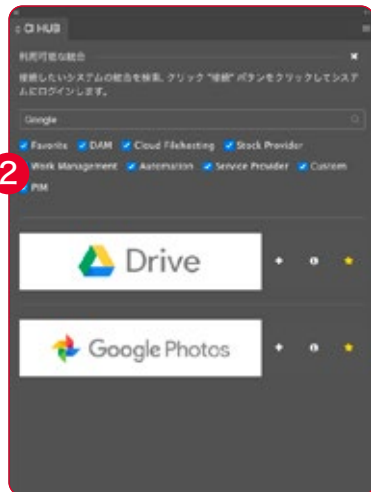 CI HUB
利用可能な統合
接続したいシステムの統合を検索、クリック "接続" ボタンをクリックしてシステ
ムにログインします。
Google
Favorite DAM Cloud Filehosting Stock Provider
2
Work Management Automation Service Provider Custom
PIM
Drive
Google Photos